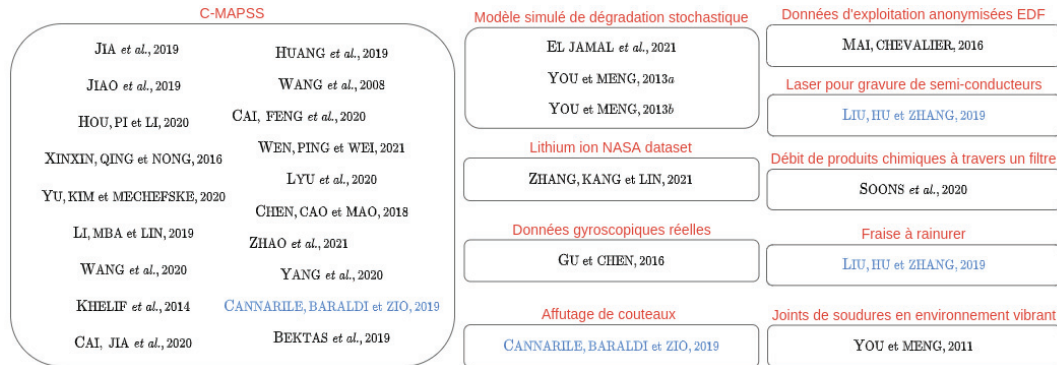 C-MAPSS
JIA et al., 2019
JIAO et al., 2019
HOU, PI et LI, 2020
XINXIN, QING et NONG, 2016
YU, KIM et MECHEFSKE, 2020
LI, MBA et LIN, 2019
WANG et al., 2020
KHELIF et al., 2014
CAI, JIA et al., 2020
HUANG et al., 2019
WANG et al., 2008
CAI, FENG et al., 2020
WEN, PING et WEI, 2021
LYU et al., 2020
CHEN, CAO et MAO, 2018
ZHAO et al., 2021
YANG et al., 2020
CANNARILE, BARALDI et ZIO, 2019
BEKTAS et al., 2019
Modèle simulé de dégradation stochastique
EL JAMAL et al., 2021
YOU et MENG, 2013a
YOU et MENG, 2013b
Lithium ion NASA dataset
ZHANG, KANG et LIN, 2021
Données gyroscopiques réelles
GU et CHEN, 2016
Affutage de couteaux
CANNARILE, BARALDI et ZIO, 2019
Données d'exploitation anonymisées EDF
MAI, CHEVALIER, 2016
Laser pour gravure de semi-conducteurs
LIU, HU et ZHANG, 2019
Débit de produits chimiques à travers un filtre
SOONS et al., 2020
Fraise à rainurer
LIU, HU et ZHANG, 2019
Joints de soudures en environnement vibrant
YOU et MENG, 2011